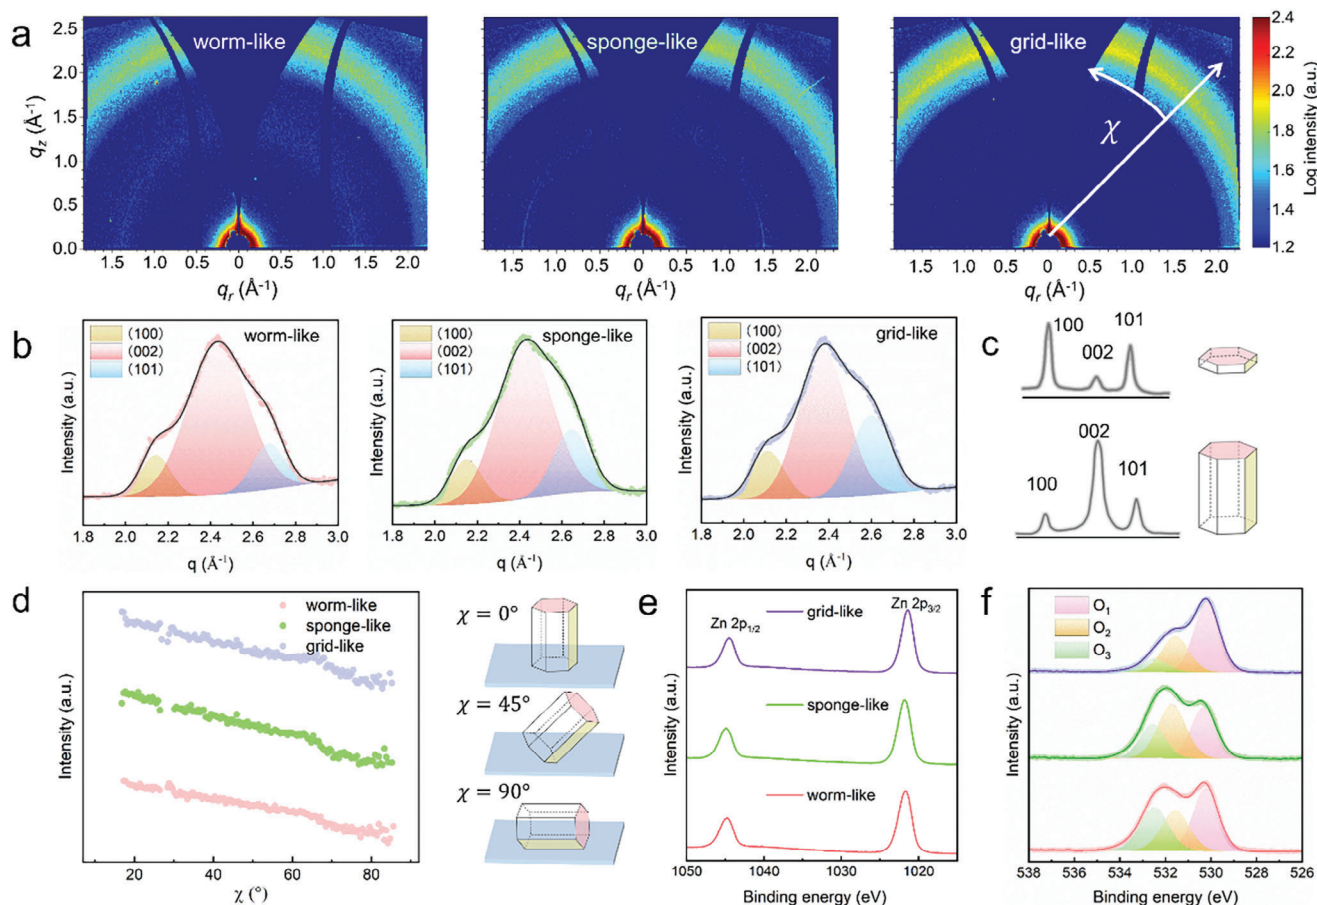 a
worm-like
sponge-like
grid-like
χ
q_z (Å⁻¹)
2.5
2.0
1.5
1.0
0.5
0.0
1.5 1.0 0.5 0 0.5 1.0 1.5 2.0
1.5 1.0 0.5 0 0.5 1.0 1.5 2.0
1.5 1.0 0.5 0 0.5 1.0 1.5 2.0
q_r (Å⁻¹)
q_r (Å⁻¹)
q_r (Å⁻¹)
2.4
2.2
2.0
1.8
1.6
1.4
1.2
Log intensity (a.u.)
b
(100)
(002)
(101)
worm-like
Intensity (a.u.)
1.8 2.0 2.2 2.4 2.6 2.8 3.0
q (Å⁻¹)
(100)
(002)
(101)
sponge-like
Intensity (a.u.)
1.8 2.0 2.2 2.4 2.6 2.8 3.0
q (Å⁻¹)
(100)
(002)
(101)
grid-like
Intensity (a.u.)
1.8 2.0 2.2 2.4 2.6 2.8 3.0
q (Å⁻¹)
c
100
002
101
100
002
101
d
worm-like
sponge-like
grid-like
Intensity (a.u.)
20 40 60 80
χ (°)
χ = 0°
χ = 45°
χ = 90°
e
Zn 2p₁/₂
grid-like
Zn 2p₃/₂
sponge-like
worm-like
Intensity (a.u.)
1050 1040 1030 1020
Binding energy (eV)
f
O₁
O₂
O₃
Intensity (a.u.)
538 536 534 532 530 528 526
Binding energy (eV)